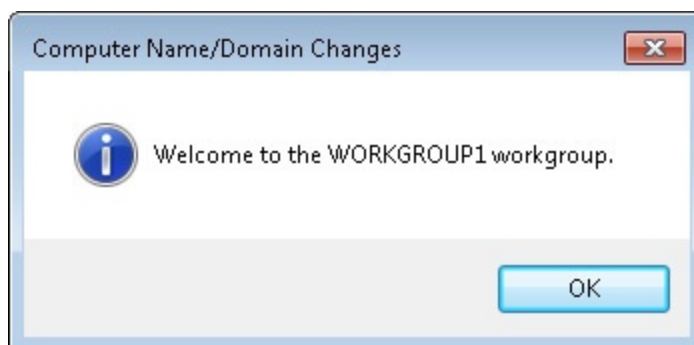 Computer Name/Domain Changes
Welcome to the WORKGROUP1 workgroup.
OK